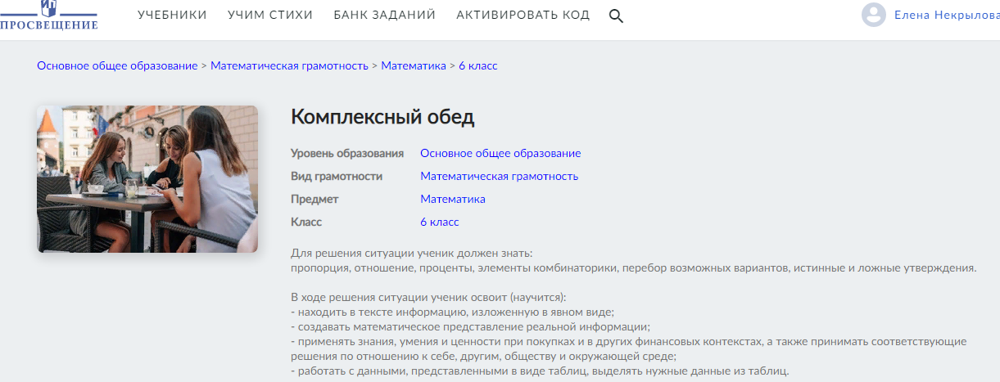 ПРОСВЕЩЕНИЕ
УЧЕБНИКИ УЧИМ СТИХИ БАНК ЗАДАНИЙ АКТИВИРОВАТЬ КОД Елена Некрылова
Основное общее образование > Математическая грамотность > Математика > 6 класс
Комплексный обед
Уровень образования Основное общее образование
Вид грамотности Математическая грамотность
Предмет Математика
Класс 6 класс
Для решения ситуации ученик должен знать:
пропорция, отношение, проценты, элементы комбинаторики, перебор возможных вариантов, истинные и ложные утверждения.
В ходе решения ситуации ученик освоит (научится):
- находить в тексте информацию, изложенную в явном виде;
- создавать математическое представление реальной информации;
- применять знания, умения и ценности при покупках и в других финансовых контекстах, а также принимать соответствующие
решения по отношению к себе, другим, обществу и окружающей среде;
- работать с данными, представленными в виде таблиц, выделять нужные данные из таблиц.